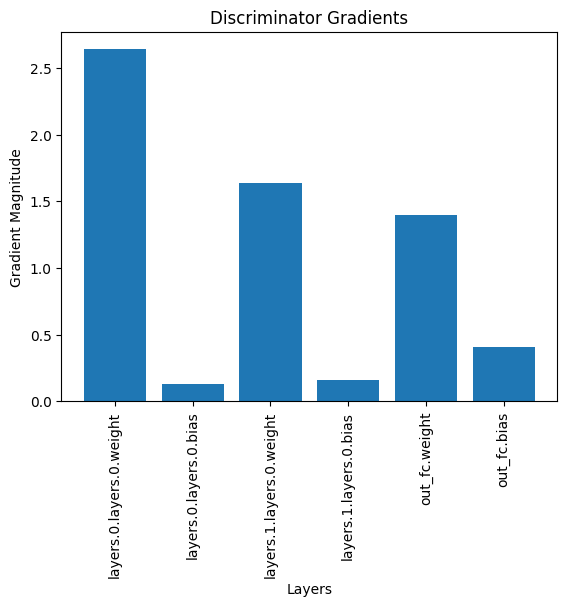 Discriminator Gradients
Gradient Magnitude
2.5
2.0
1.5
1.0
0.5
0.0
layers.0.layers.0.weight
layers.0.layers.0.bias
layers.1.layers.0.weight
layers.1.layers.0.bias
out_fc.weight
out_fc.bias
Layers